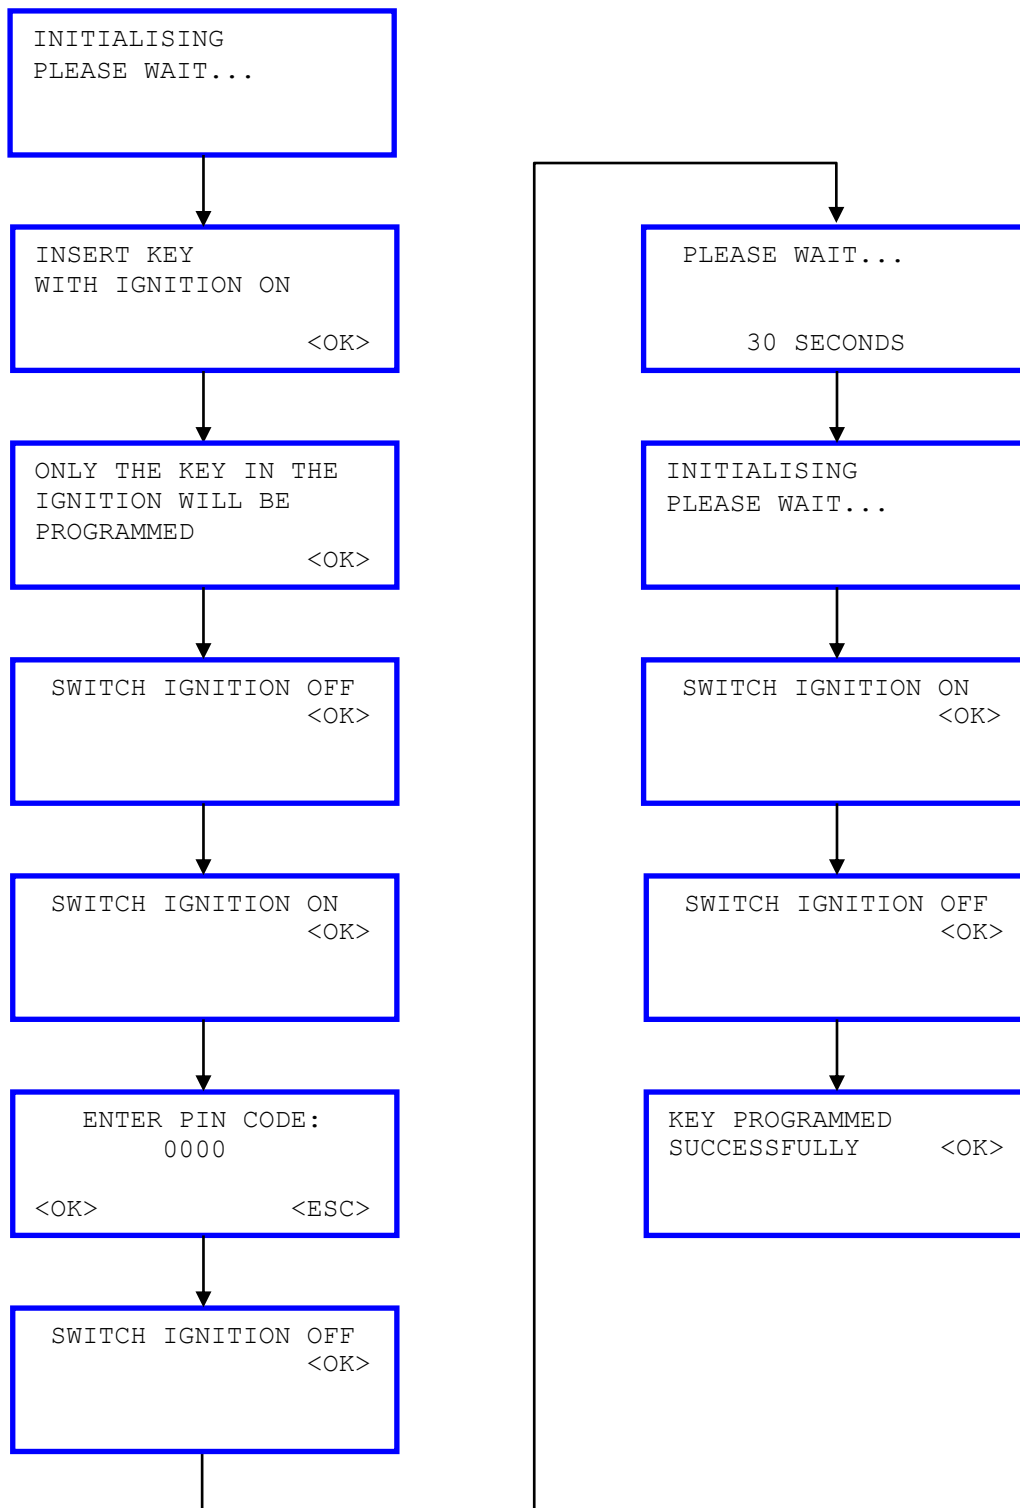 INITIALISING
PLEASE WAIT...
INSERT KEY
WITH IGNITION ON
<OK>
ONLY THE KEY IN THE
IGNITION WILL BE
PROGRAMMED
<OK>
SWITCH IGNITION OFF
<OK>
SWITCH IGNITION ON
<OK>
ENTER PIN CODE:
0000
<OK> <ESC>
SWITCH IGNITION OFF
<OK>
PLEASE WAIT...
30 SECONDS
INITIALISING
PLEASE WAIT...
SWITCH IGNITION ON
<OK>
SWITCH IGNITION OFF
<OK>
KEY PROGRAMMED
SUCCESSFULLY <OK>